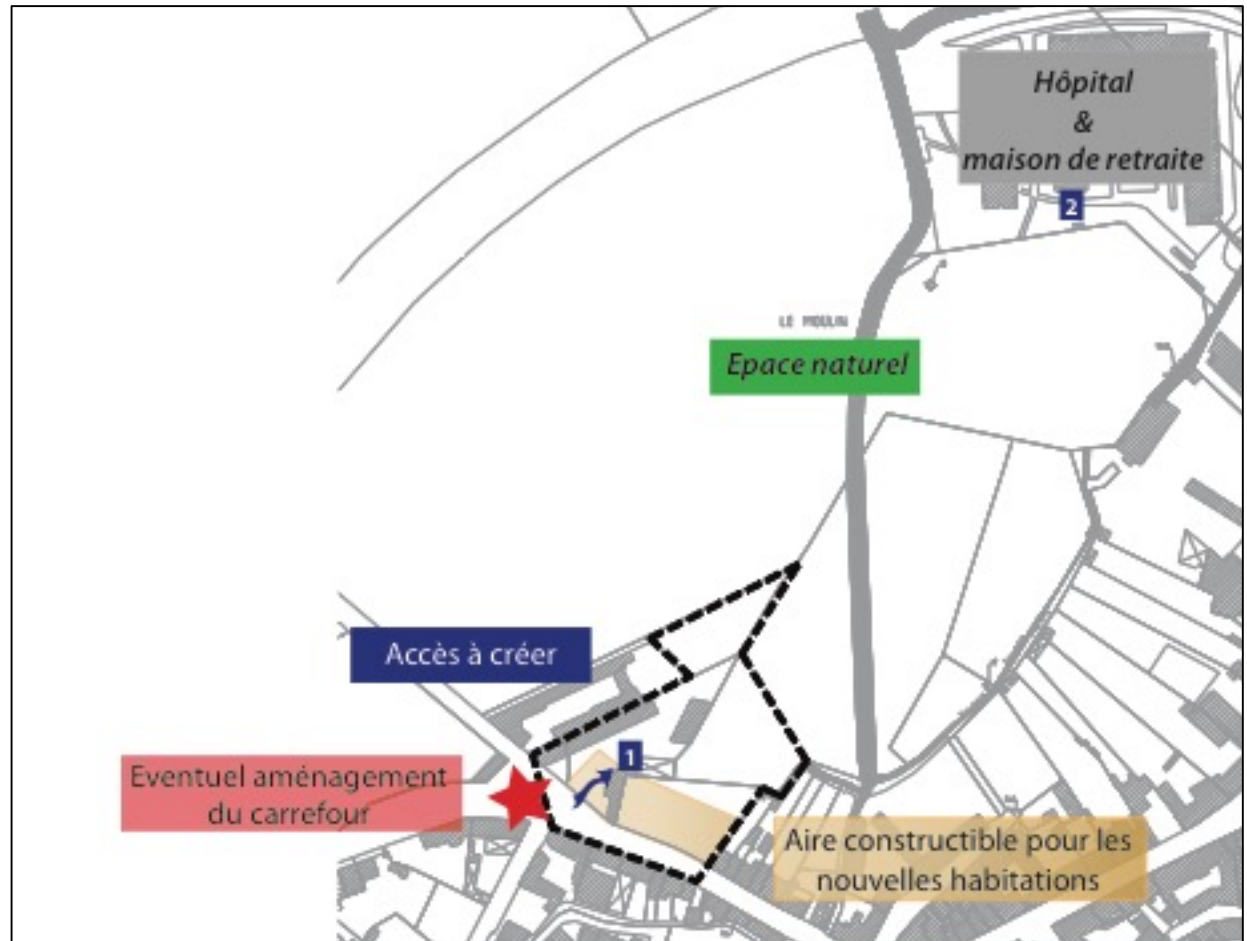 Hôpital
&
maison de retraite
2
LE MOULIN
Epace naturel
Accès à créer
1
Eventuel aménagement
du carrefour
Aire constructible pour les
nouvelles habitations